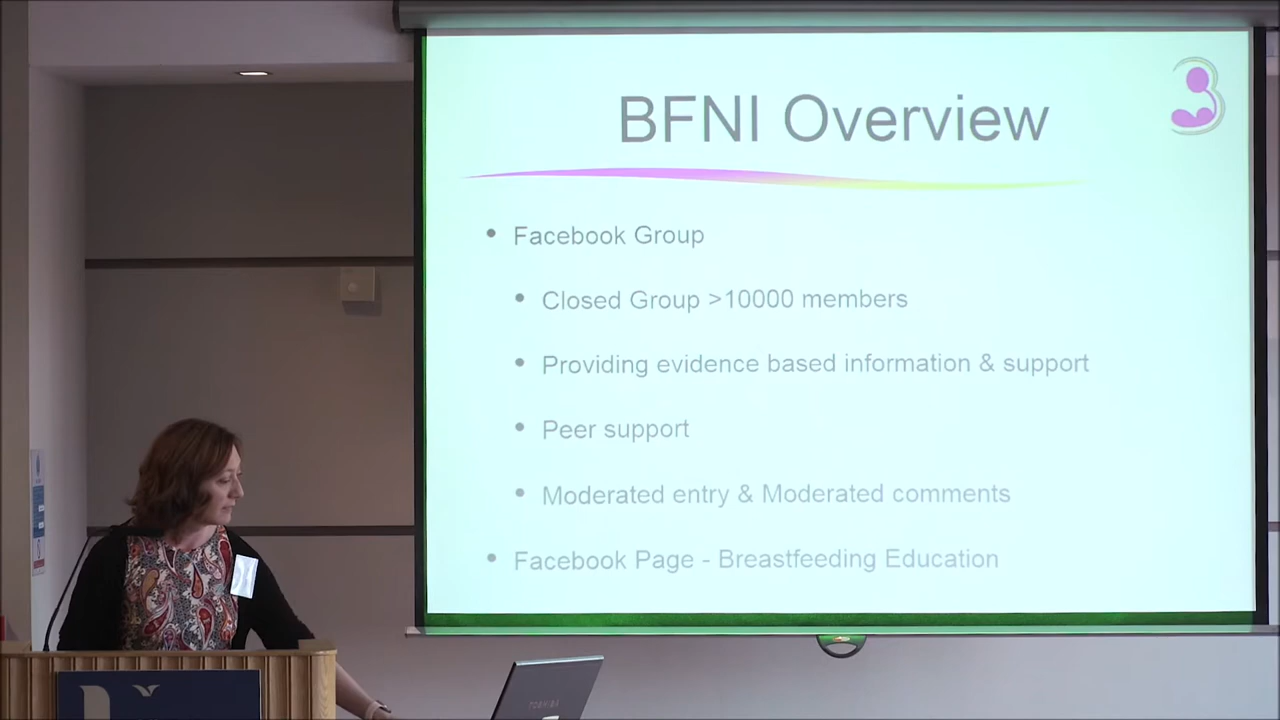 BFNI Overview
• Facebook Group
• Closed Group >10000 members
• Providing evidence based information & support
• Peer support
• Moderated entry & Moderated comments
• Facebook Page - Breastfeeding Education
TOSHIBA